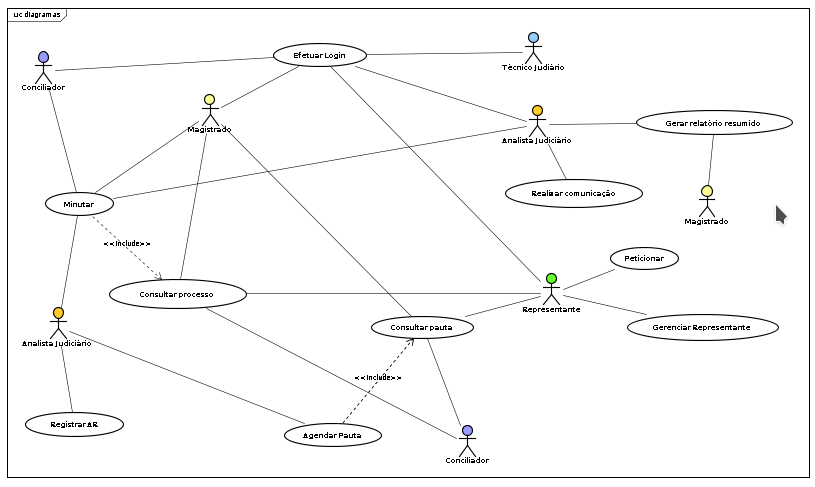 uc diagramas
Efetuar Login
Técnico Judiário
Conciliador
Magistrado
Gerar relatório resumido
Analista Judiciário
Realizar comunicação
Minutar
Magistrado
<<include>>
Peticionar
Consultar processo
Representante
Consultar pauta
Gerenciar Representante
Analista Judiciário
<<include>>
Registrar AR
Agendar Pauta
Conciliador